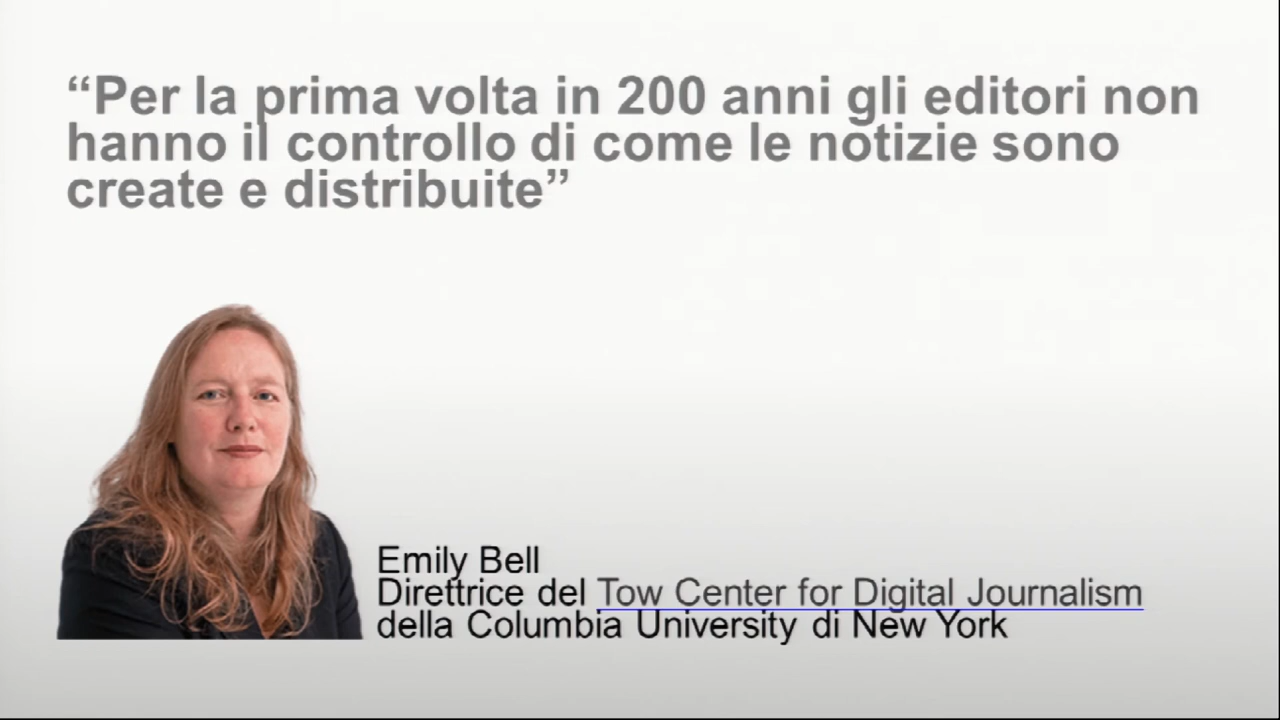 “Per la prima volta in 200 anni gli editori non
hanno il controllo di come le notizie sono
create e distribuite”
Emily Bell
Direttrice del Tow Center for Digital Journalism
della Columbia University di New York